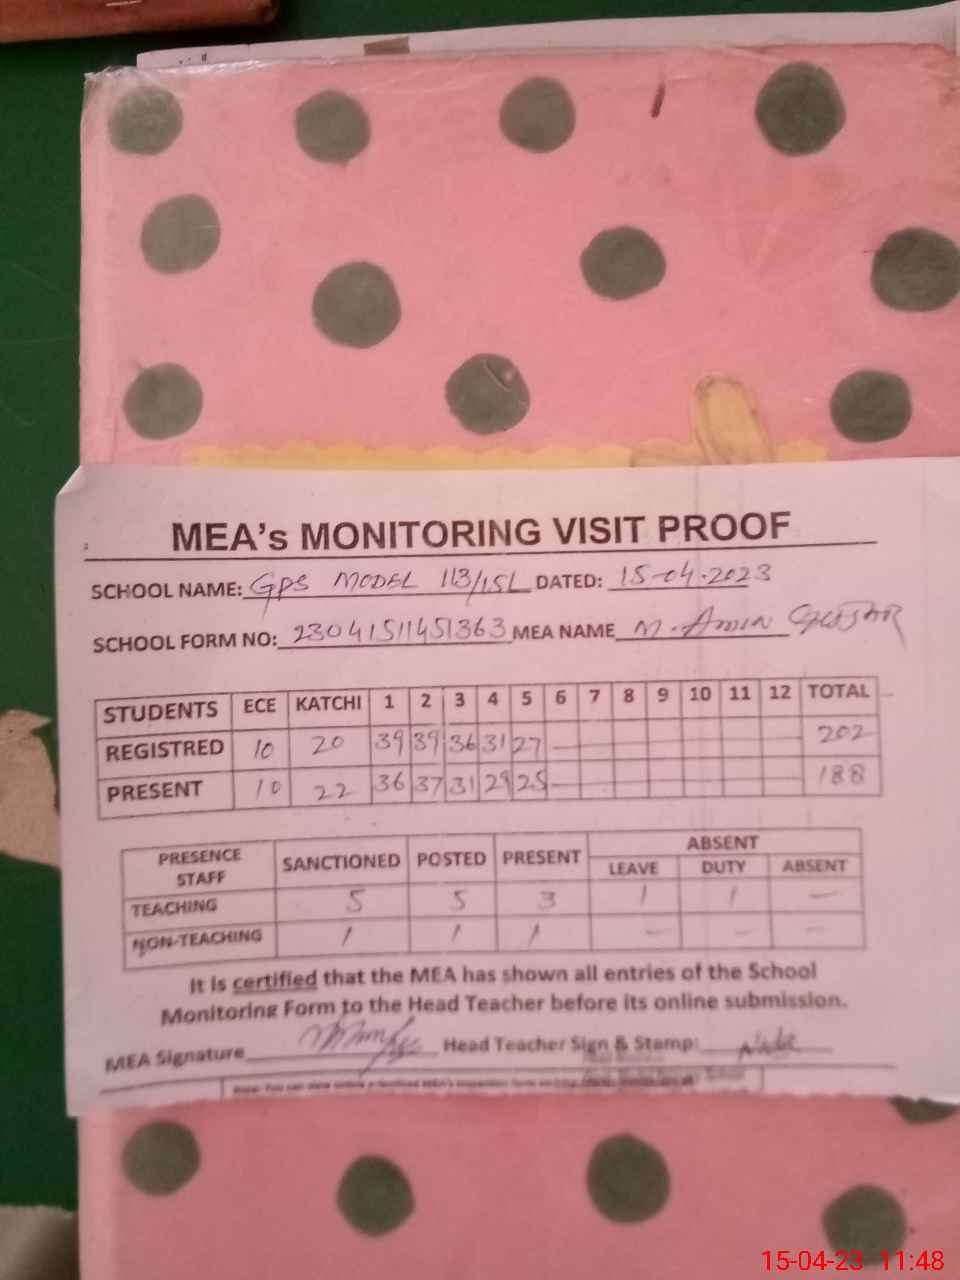 MEA's MONITORING VISIT PROOF
SCHOOL NAME: GPS MODEL 113/15L DATED: 15-04-2023
SCHOOL FORM NO: 23041511451363 MEA NAME M. Amin GUJJAR
STUDENTS ECE KATCHI 1 2 3 4 5 6 7 8 9 10 11 12 TOTAL
REGISTRED 10 20 39 39 36 31 27 202
PRESENT 10 22 36 37 31 29 25 188
PRESENCE STAFF SANCTIONED POSTED PRESENT ABSENT
LEAVE DUTY ABSENT
TEACHING 5 5 3 1 1 —
NON-TEACHING 1 1 1 — — —
It is certified that the MEA has shown all entries of the School
Monitoring Form to the Head Teacher before its online submission.
MEA Signature Head Teacher Sign & Stamp:
15-04-23 11:48